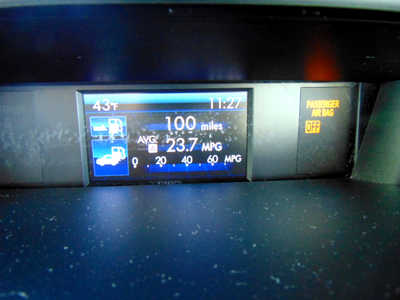 43°F 11:27
100 miles
AVG.
23.7 MPG
0 20 40 60 MPG
PASSENGER
AIR BAG
OFF